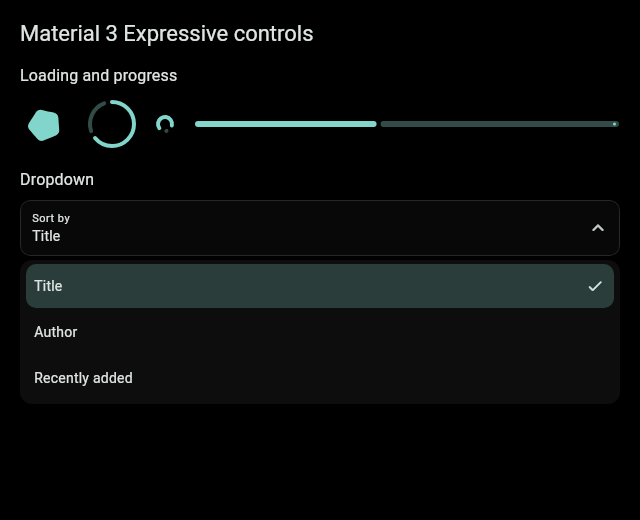 Material 3 Expressive controls
Loading and progress
Dropdown
Sort by
Title
Title
Author
Recently added